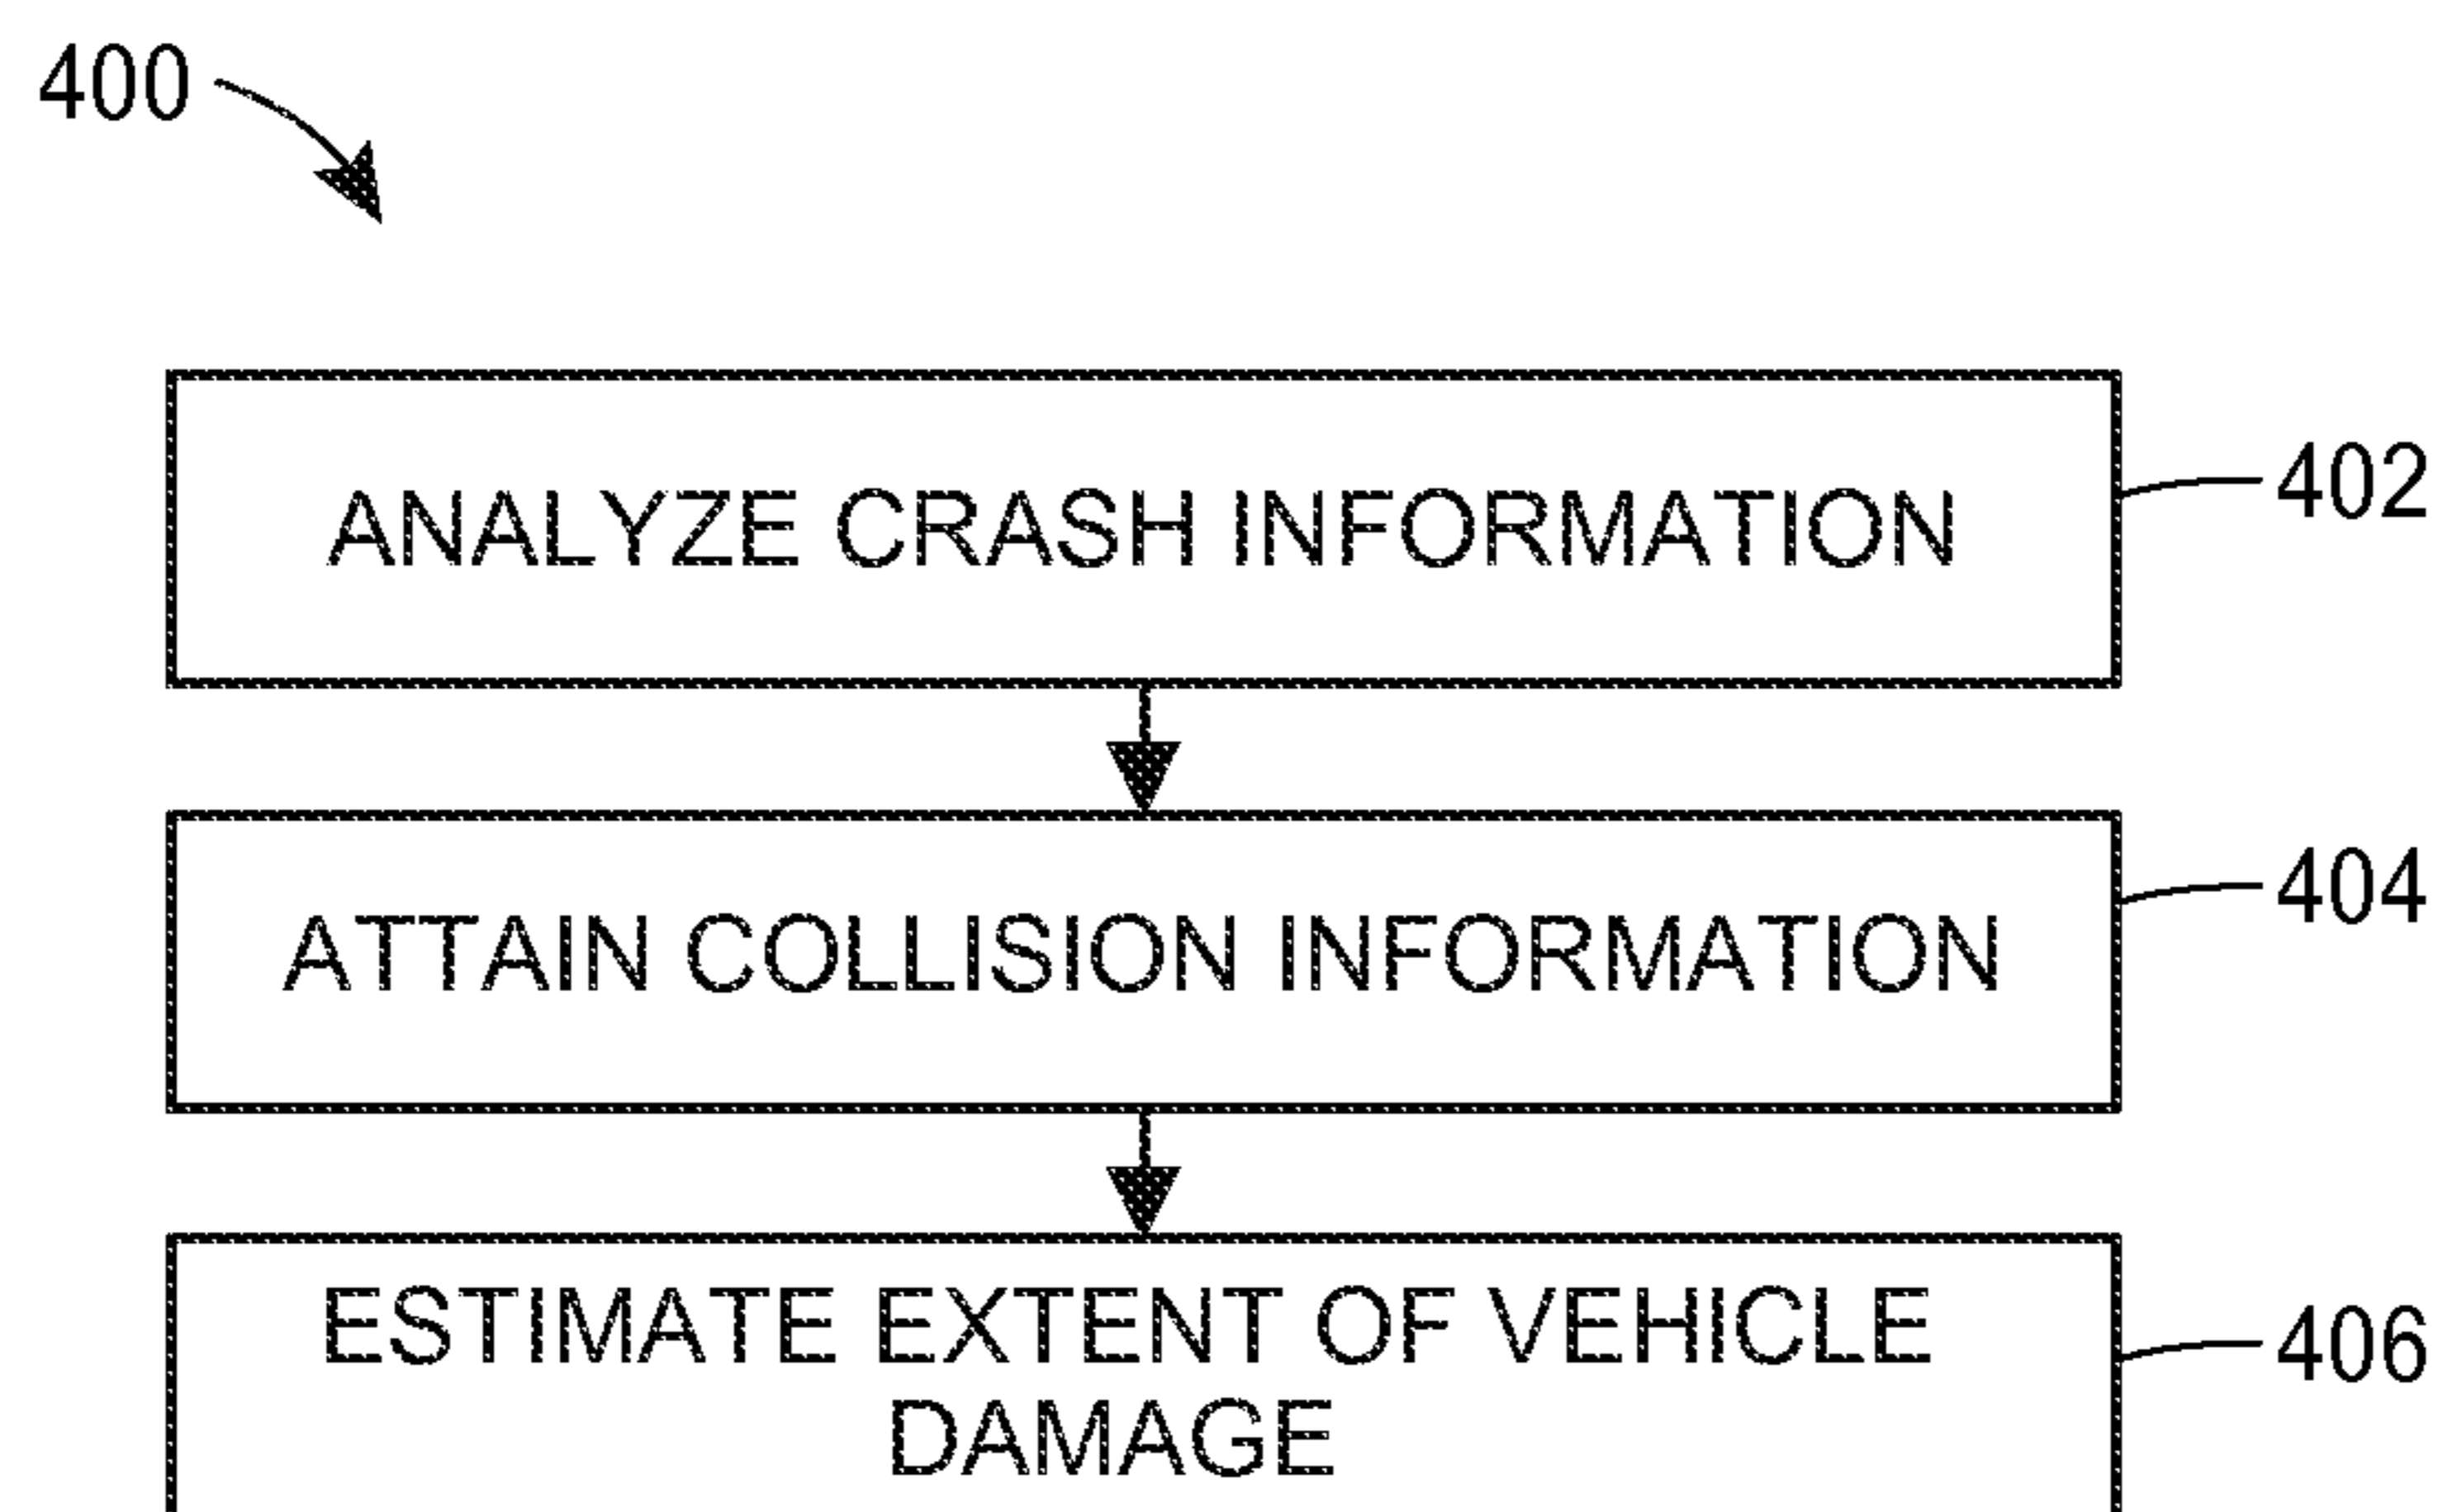 400
ANALYZE CRASH INFORMATION
402
ATTAIN COLLISION INFORMATION
404
ESTIMATE EXTENT OF VEHICLE
DAMAGE
406